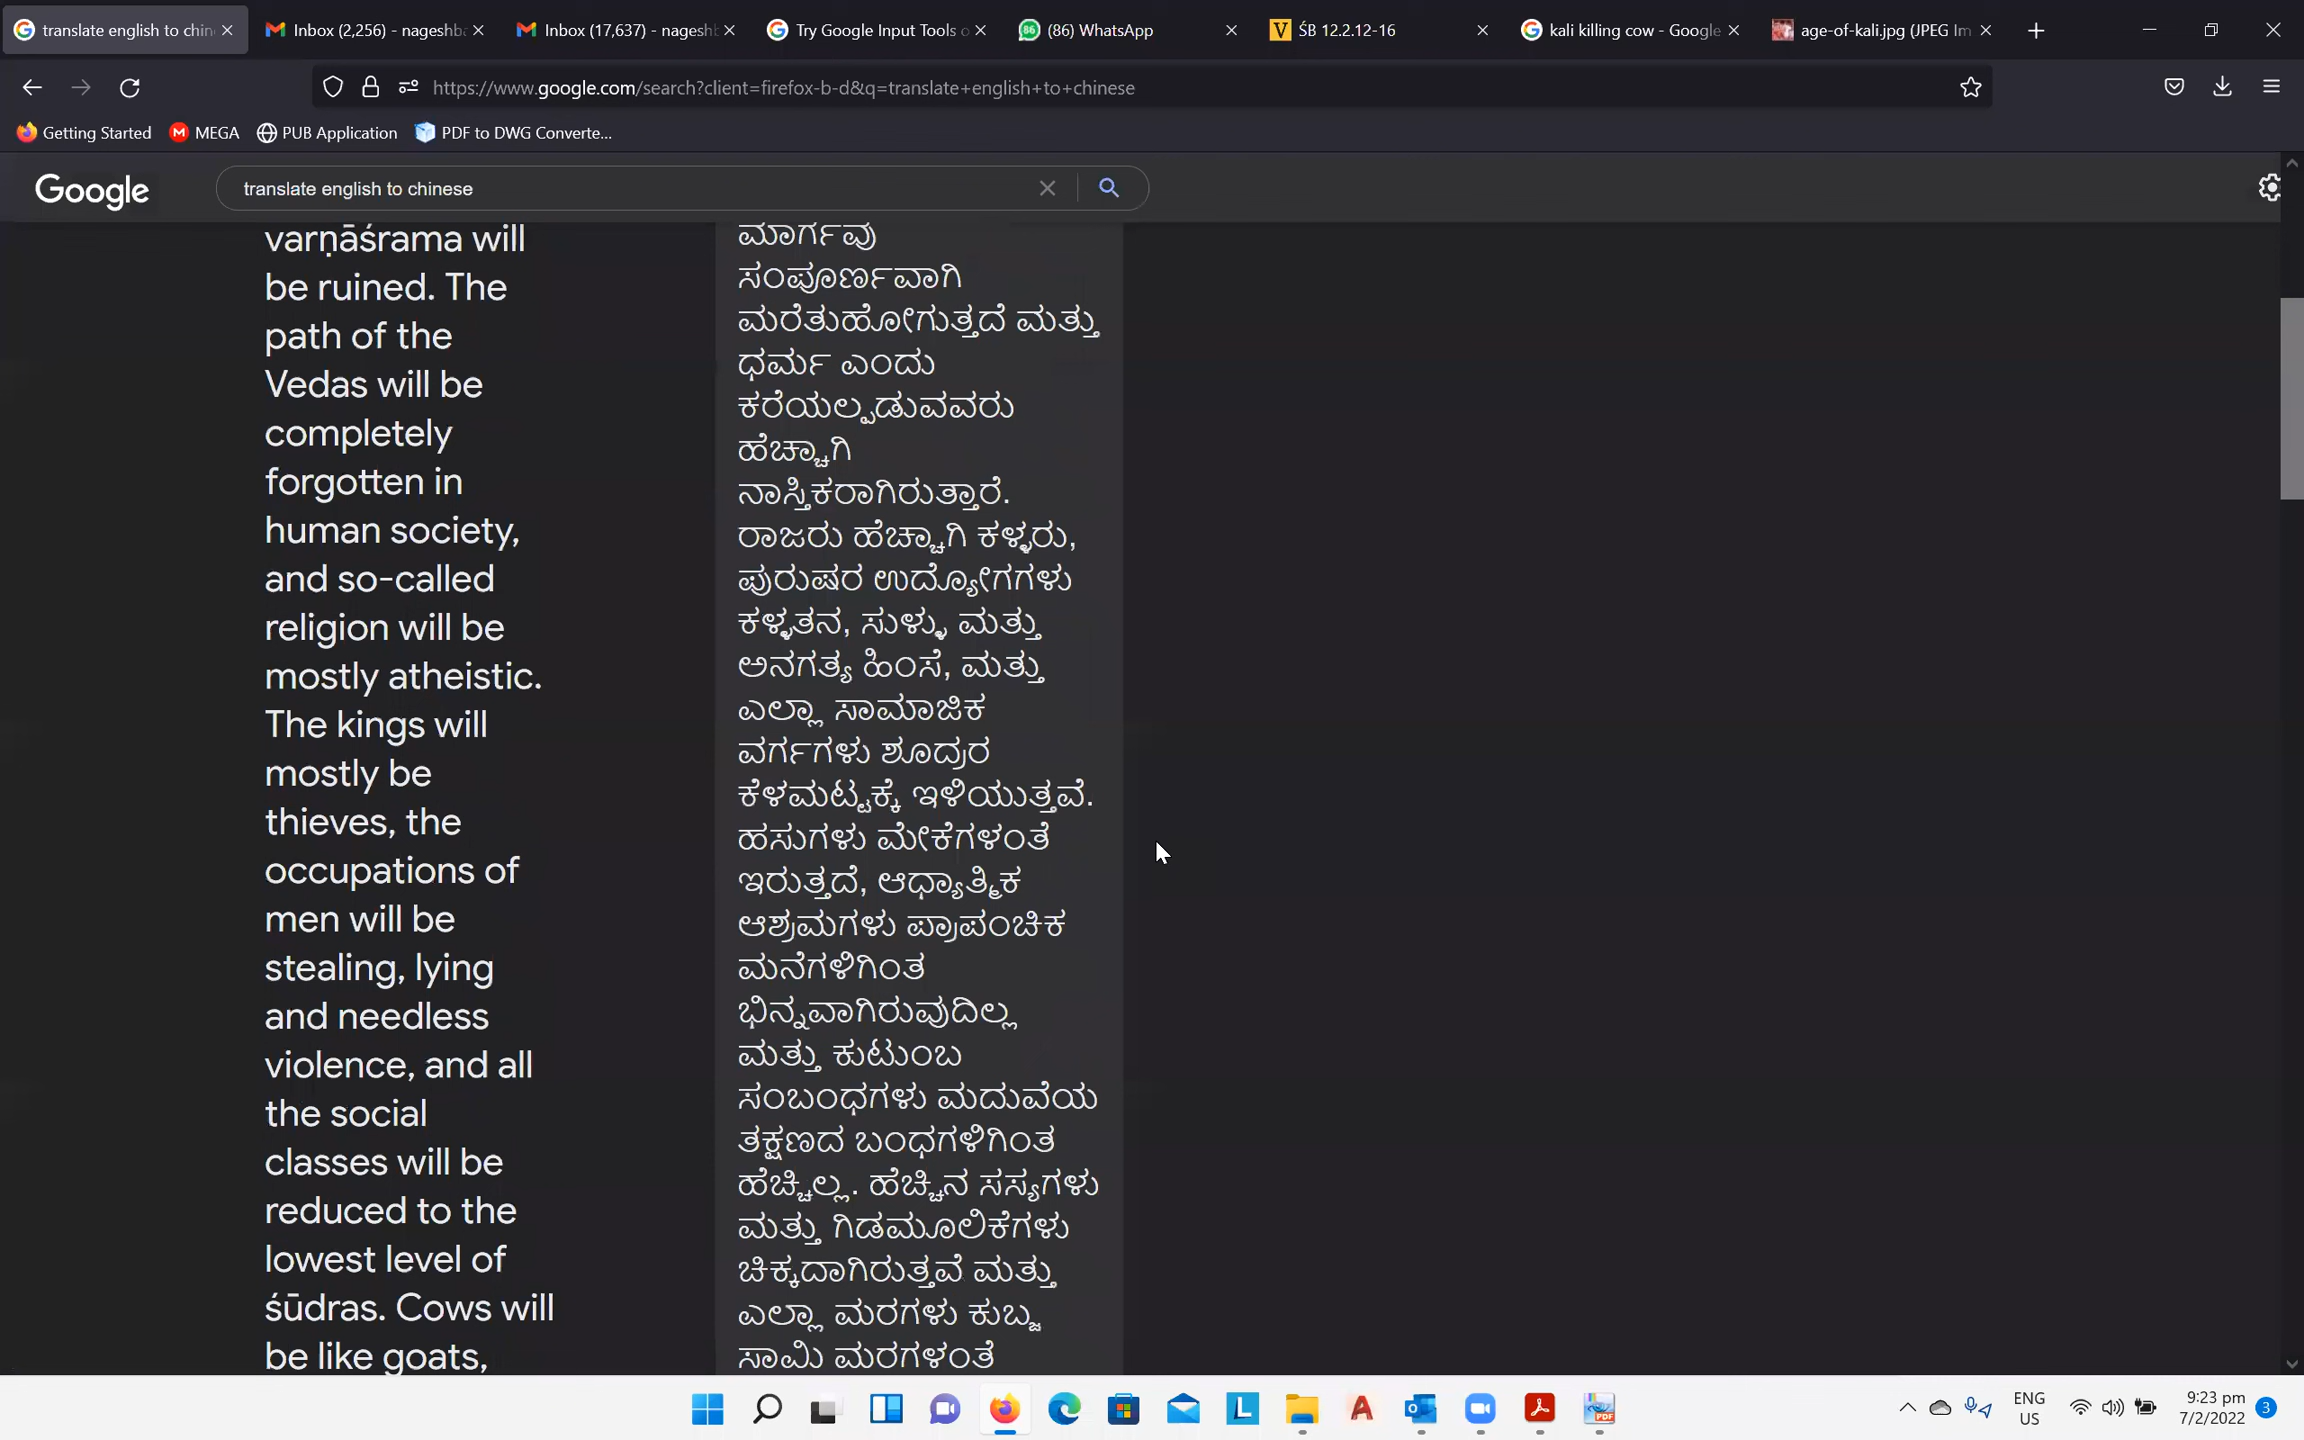 translate english to chin
Inbox (2,256) - nageshba
Inbox (17,637) - nageshb
Try Google Input Tools o
(86) WhatsApp
ŚB 12.2.12-16
kali killing cow - Google
age-of-kali.jpg (JPEG Im
https://www.google.com/search?client=firefox-b-d&q=translate+english+to+chinese
Getting Started
MEGA
PUB Application
PDF to DWG Converte...
Google
translate english to chinese
varṇāśrama will
be ruined. The
path of the
Vedas will be
completely
forgotten in
human society,
and so-called
religion will be
mostly atheistic.
The kings will
mostly be
thieves, the
occupations of
men will be
stealing, lying
and needless
violence, and all
the social
classes will be
reduced to the
lowest level of
śūdras. Cows will
be like goats,
ಮಾರ್ಗವು
ಸಂಪೂರ್ಣವಾಗಿ
ಮರೆತುಹೋಗುತ್ತದೆ ಮತ್ತು
ಧರ್ಮ ಎಂದು
ಕರೆಯಲ್ಪಡುವವರು
ಹೆಚ್ಚಾಗಿ
ನಾಸ್ತಿಕರಾಗಿರುತ್ತಾರೆ.
ರಾಜರು ಹೆಚ್ಚಾಗಿ ಕಳ್ಳರು,
ಪುರುಷರ ಉದ್ಯೋಗಗಳು
ಕಳ್ಳತನ, ಸುಳ್ಳು ಮತ್ತು
ಅನಗತ್ಯ ಹಿಂಸೆ, ಮತ್ತು
ಎಲ್ಲಾ ಸಾಮಾಜಿಕ
ವರ್ಗಗಳು ಶೂದ್ರರ
ಕೆಳಮಟ್ಟಕ್ಕೆ ಇಳಿಯುತ್ತವೆ.
ಹಸುಗಳು ಮೇಕೆಗಳಂತೆ
ಇರುತ್ತದೆ, ಆಧ್ಯಾತ್ಮಿಕ
ಆಶ್ರಮಗಳು ಪ್ರಾಪಂಚಿಕ
ಮನೆಗಳಿಗಿಂತ
ಭಿನ್ನವಾಗಿರುವುದಿಲ್ಲ
ಮತ್ತು ಕುಟುಂಬ
ಸಂಬಂಧಗಳು ಮದುವೆಯ
ತಕ್ಷಣದ ಬಂಧಗಳಿಗಿಂತ
ಹೆಚ್ಚಿಲ್ಲ. ಹೆಚ್ಚಿನ ಸಸ್ಯಗಳು
ಮತ್ತು ಗಿಡಮೂಲಿಕೆಗಳು
ಚಿಕ್ಕದಾಗಿರುತ್ತವೆ ಮತ್ತು
ಎಲ್ಲಾ ಮರಗಳು ಕುಬ್ಜ
ಸಾಮಿ ಮರಗಳಂತೆ
ENG
US
9:23 pm
7/2/2022
3